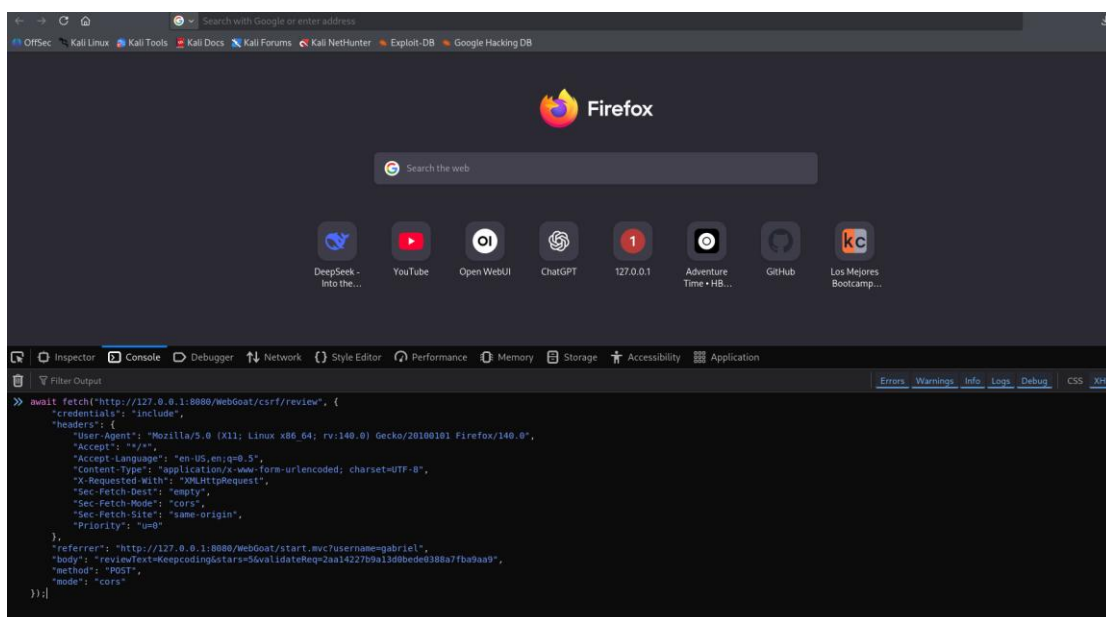 Search with Google or enter address
OffSec Kali Linux Kali Tools Kali Docs Kali Forums Kali NetHunter Exploit-DB Google Hacking DB
Firefox
Search the web
OI 1 kc
DeepSeek - Into the... YouTube Open WebUI ChatGPT 127.0.0.1 Adventure Time • HB... GitHub Los Mejores Bootcamp...
Inspector Console Debugger Network {} Style Editor Performance Memory Storage Accessibility Application
Filter Output Errors Warnings Info Logs Debug CSS XH
await fetch("http://127.0.0.1:8080/WebGoat/csrf/review", {
"credentials": "include",
"headers": {
"User-Agent": "Mozilla/5.0 (X11; Linux x86_64; rv:140.0) Gecko/20100101 Firefox/140.0",
"Accept": "*/*",
"Accept-Language": "en-US,en;q=0.5",
"Content-Type": "application/x-www-form-urlencoded; charset=UTF-8",
"X-Requested-With": "XMLHttpRequest",
"Sec-Fetch-Dest": "empty",
"Sec-Fetch-Mode": "cors",
"Sec-Fetch-Site": "same-origin",
"Priority": "u=0"
},
"referrer": "http://127.0.0.1:8080/WebGoat/start.mvc?username=gabriel",
"body": "reviewText=Keepcoding&stars=5&validateReq=2aa14227b9a13d0bede0388a7fba9aa9",
"method": "POST",
"mode": "cors"
});